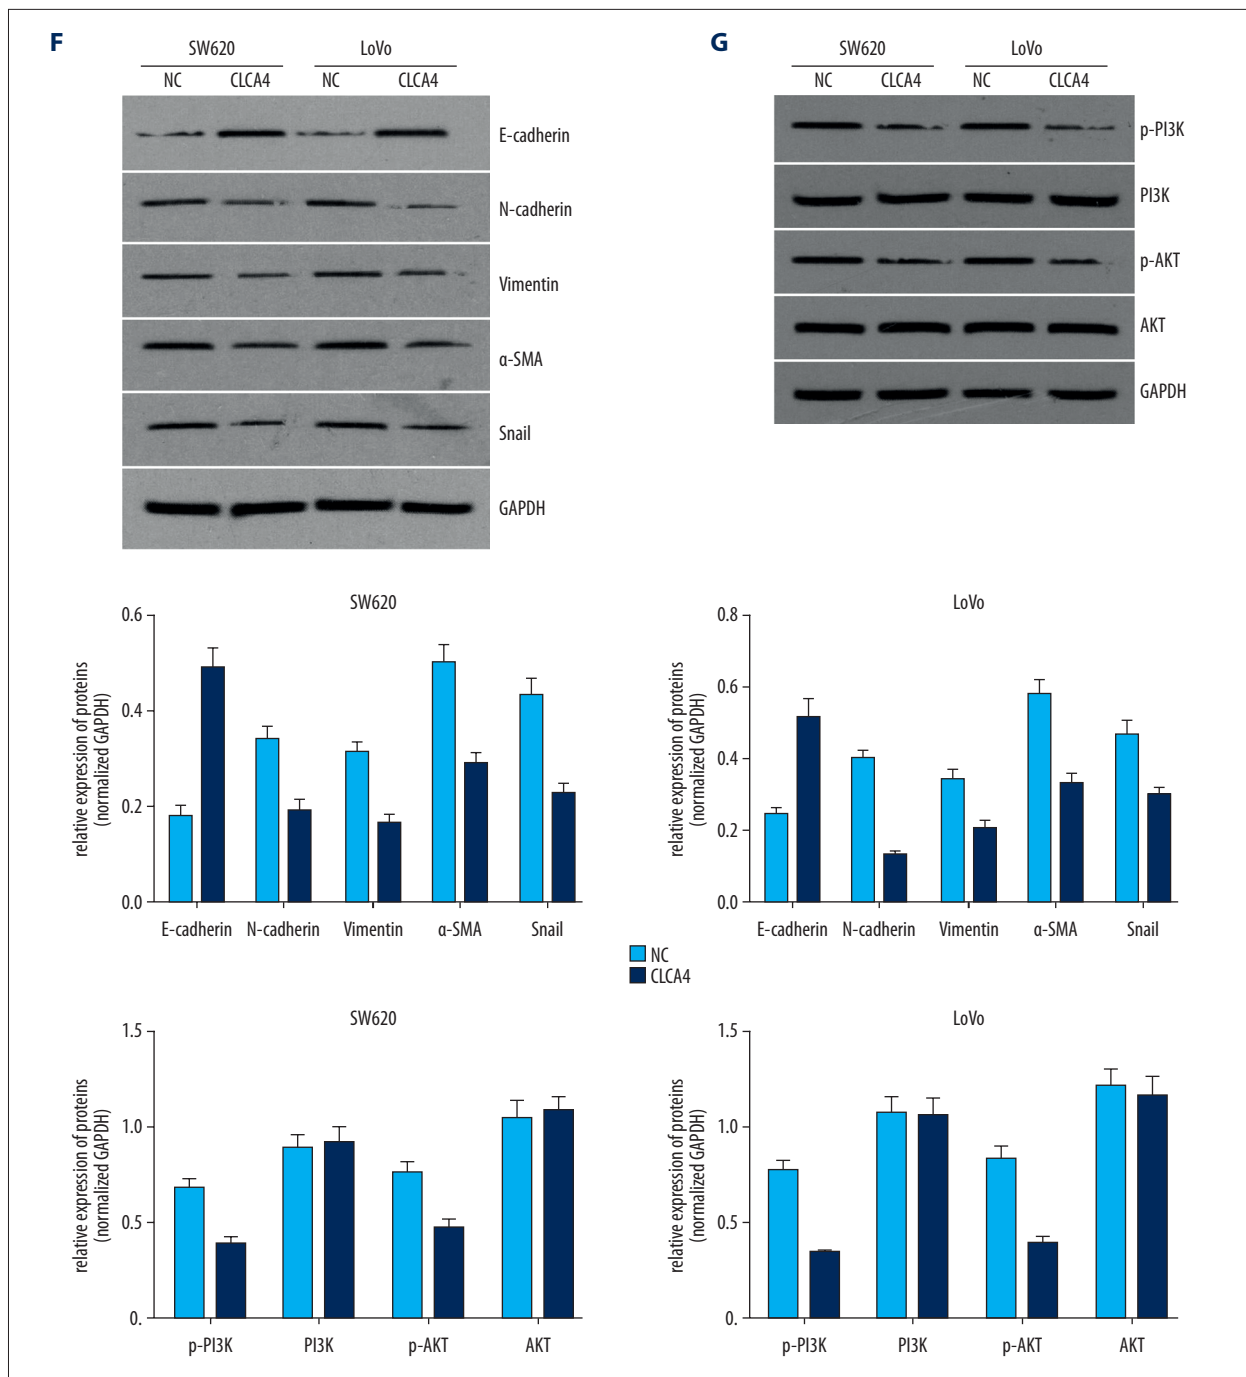 F
SW620 LoVo
NC CLCA4 NC CLCA4
E-cadherin
N-cadherin
Vimentin
α-SMA
Snail
GAPDH
G
SW620 LoVo
NC CLCA4 NC CLCA4
p-PI3K
PI3K
p-AKT
AKT
GAPDH
SW620
relative expression of proteins
(normalized GAPDH)
0.6
0.4
0.2
0.0
E-cadherin N-cadherin Vimentin α-SMA Snail
LoVo
relative expression of proteins
(normalized GAPDH)
0.8
0.6
0.4
0.2
0.0
E-cadherin N-cadherin Vimentin α-SMA Snail
NC
CLCA4
SW620
relative expression of proteins
(normalized GAPDH)
1.5
1.0
0.5
0.
p-PI3K PI3K p-AKT AKT
LoVo
relative expression of proteins
(normalized GAPDH)
1.5
1.0
0.5
0.
p-PI3K PI3K p-AKT AKT